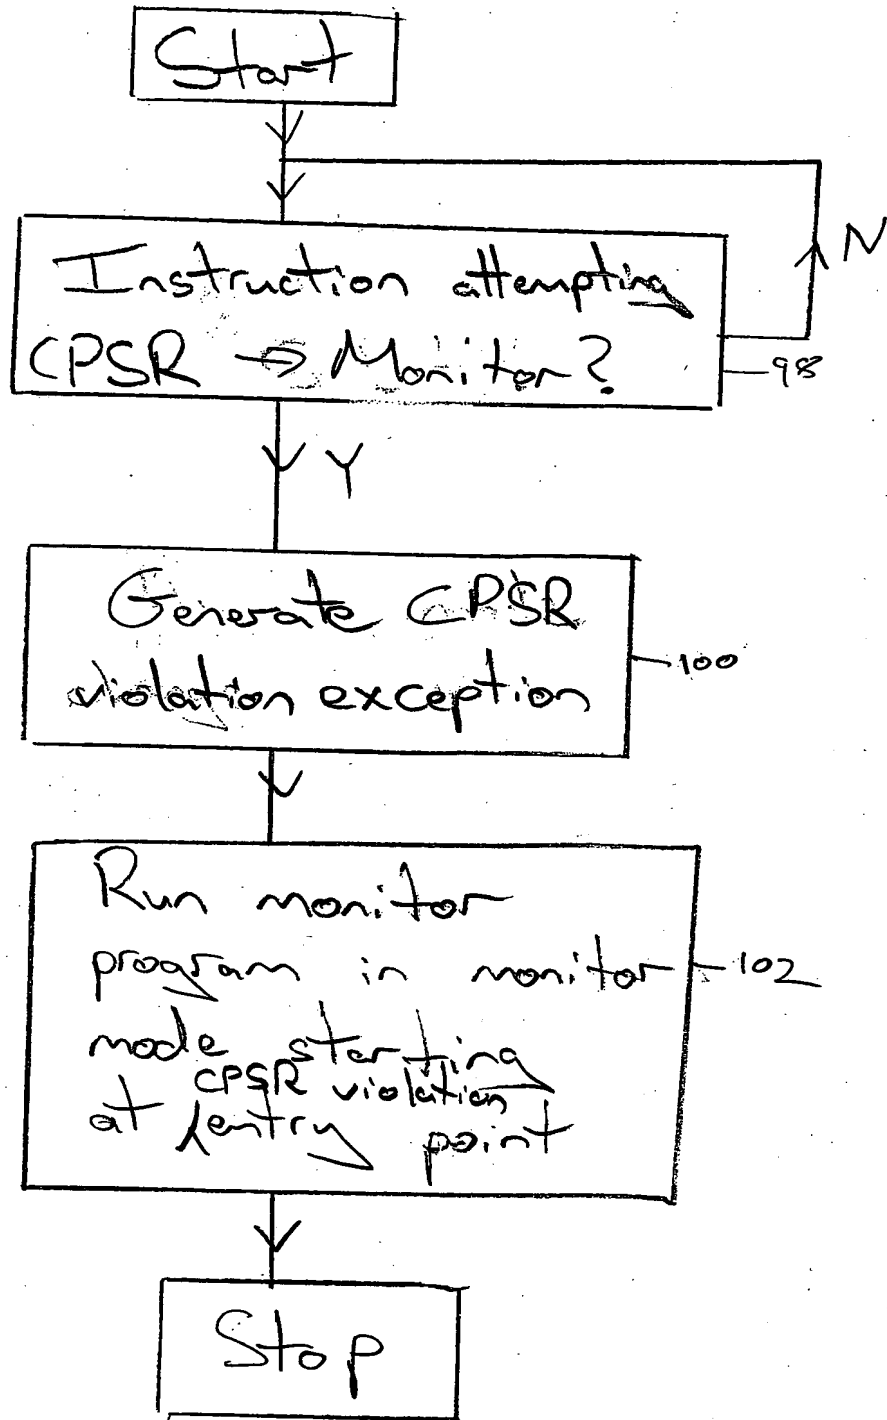 Start
N
Instruction attempting
CPSR → Monitor?
98
Y
Generate CPSR
violation exception
100
Run monitor
program in monitor
102
mode starting
CPSR violation
at entry point
Stop